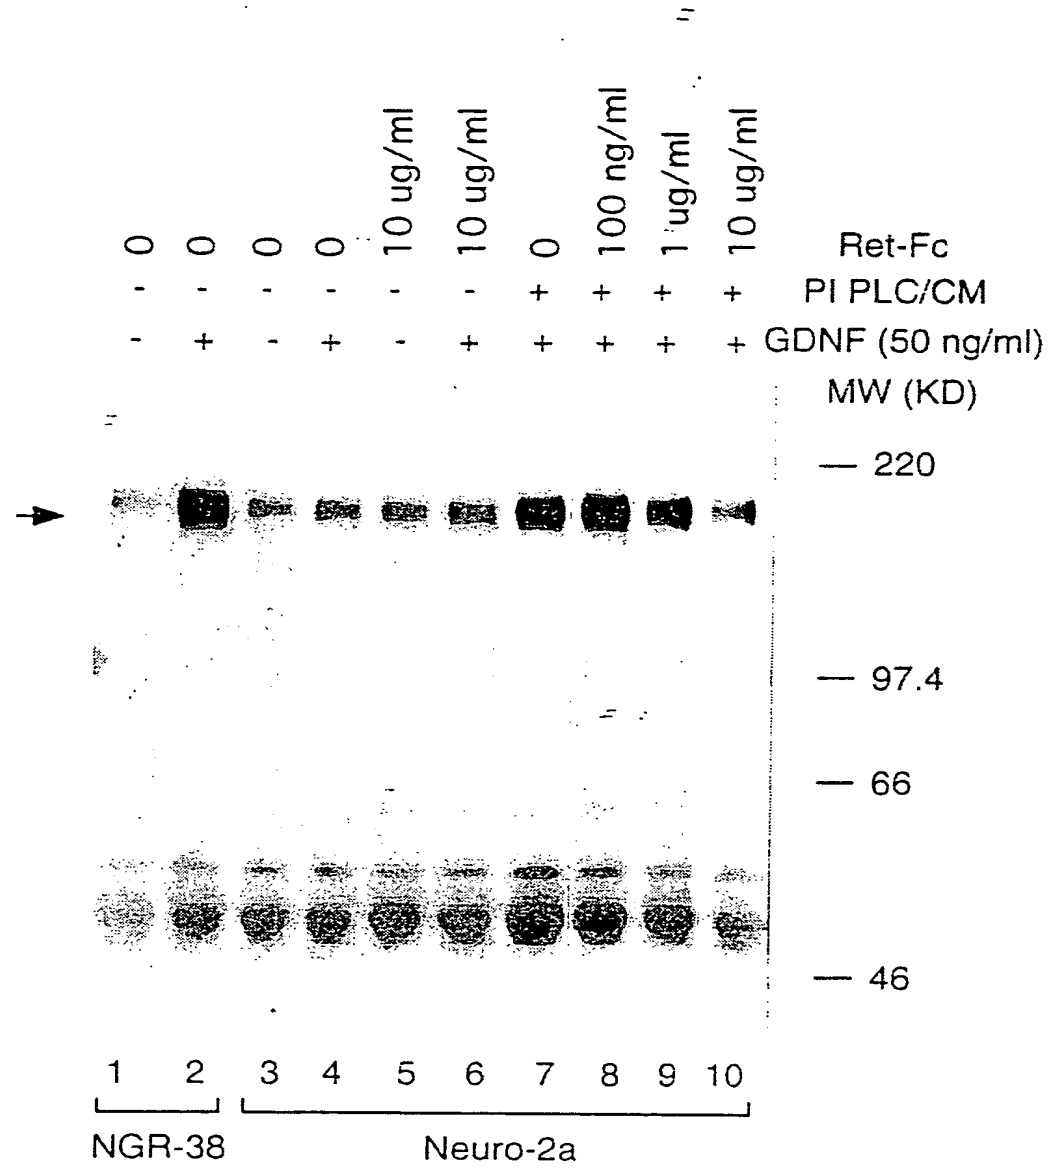 0 0 0 0 10 ug/ml 10 ug/ml 0 100 ng/ml 1 ug/ml 10 ug/ml Ret-Fc
- - - - - - + + + + PI PLC/CM
- + - + - + + + + + GDNF (50 ng/ml)
MW (KD)
— 220
— 97.4
— 66
— 46
1 2 3 4 5 6 7 8 9 10
NGR-38 Neuro-2a